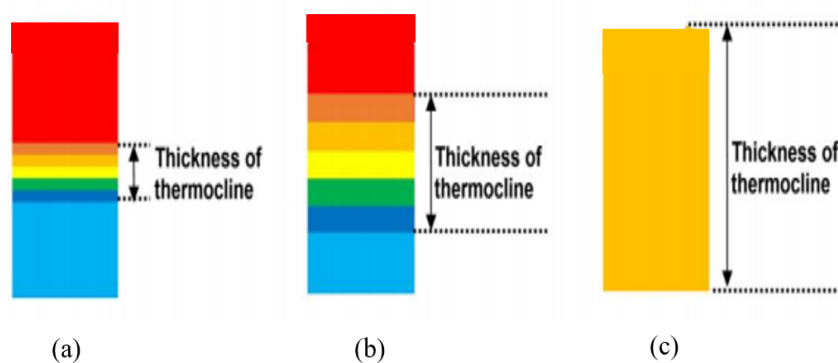 Thickness of
thermocline
Thickness of
thermocline
Thickness of
thermocline
(a)
(b)
(c)